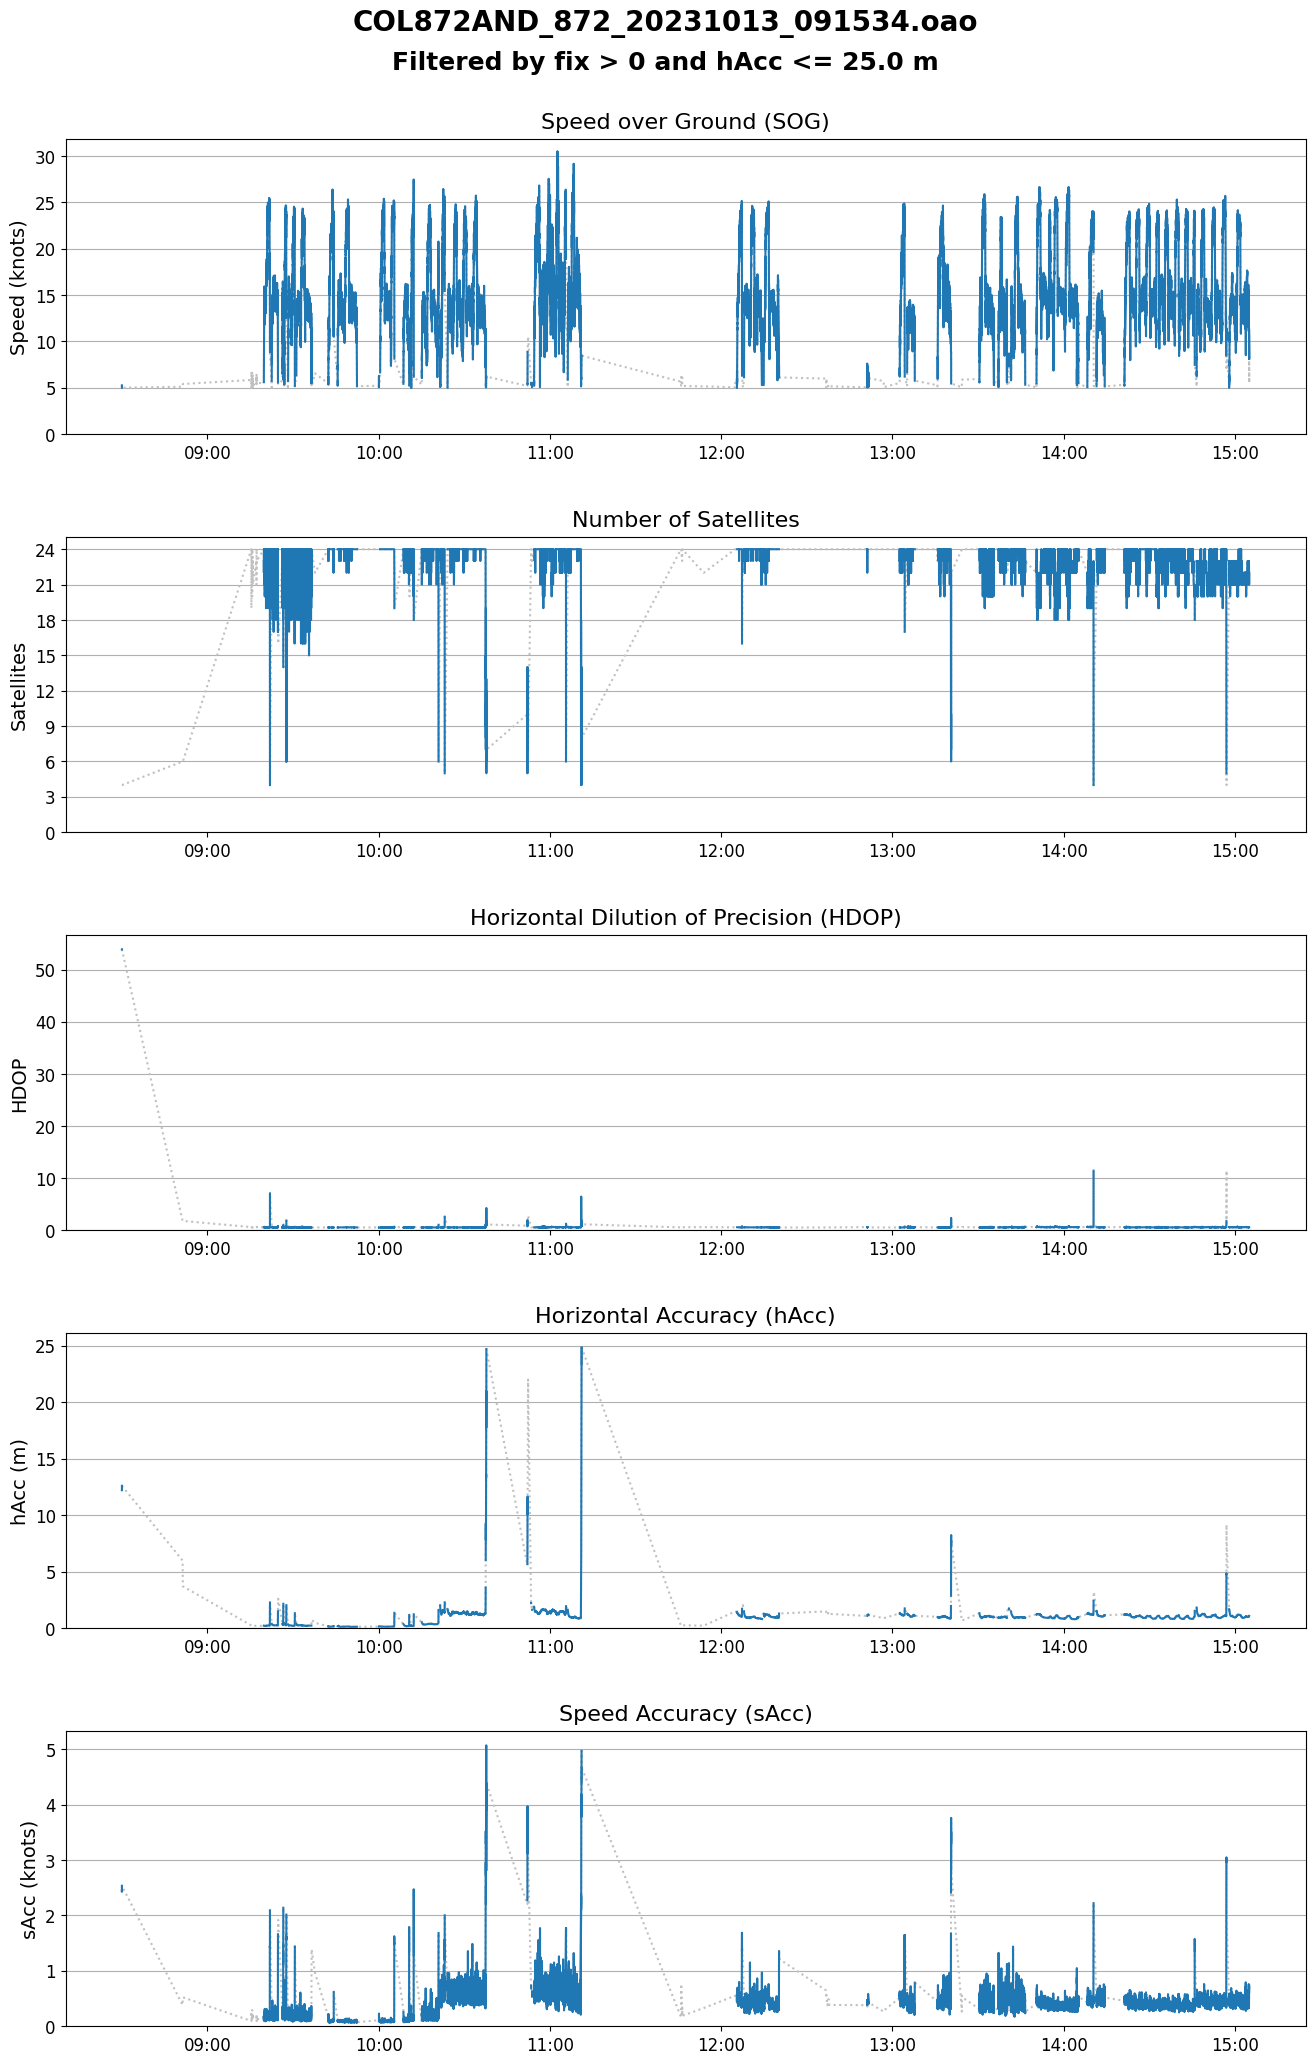 COL872AND_872_20231013_091534.oao
Filtered by fix > 0 and hAcc <= 25.0 m
Speed over Ground (SOG)
Speed (knots)
30
25
20
15
10
5
0
09:00 10:00 11:00 12:00 13:00 14:00 15:00
Number of Satellites
Satellites
24
21
18
15
12
9
6
3
0
09:00 10:00 11:00 12:00 13:00 14:00 15:00
Horizontal Dilution of Precision (HDOP)
HDOP
50
40
30
20
10
0
09:00 10:00 11:00 12:00 13:00 14:00 15:00
Horizontal Accuracy (hAcc)
hAcc (m)
25
20
15
10
5
0
09:00 10:00 11:00 12:00 13:00 14:00 15:00
Speed Accuracy (sAcc)
sAcc (knots)
5
4
3
2
1
0
09:00 10:00 11:00 12:00 13:00 14:00 15:00